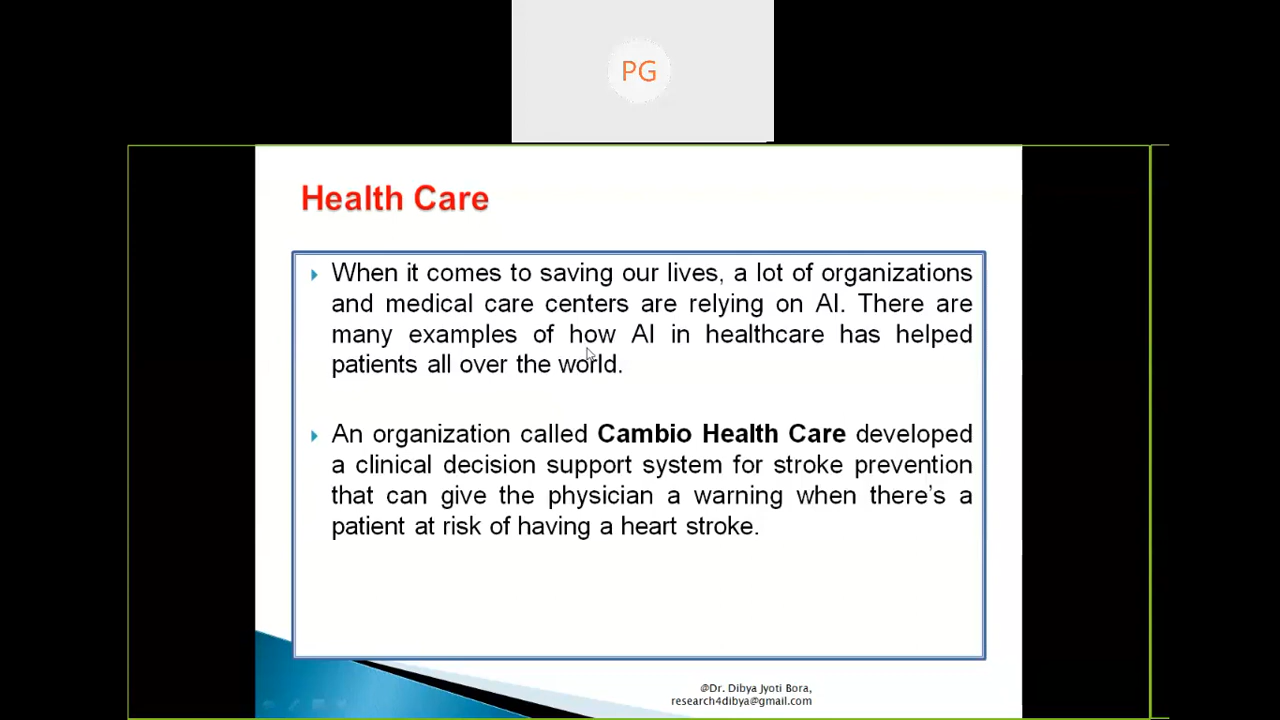 PG
Health Care
When it comes to saving our lives, a lot of organizations
and medical care centers are relying on AI. There are
many examples of how AI in healthcare has helped
patients all over the world.
An organization called Cambio Health Care developed
a clinical decision support system for stroke prevention
that can give the physician a warning when there’s a
patient at risk of having a heart stroke.
@Dr. Dibya Jyoti Bora,
research4dibya@gmail.com